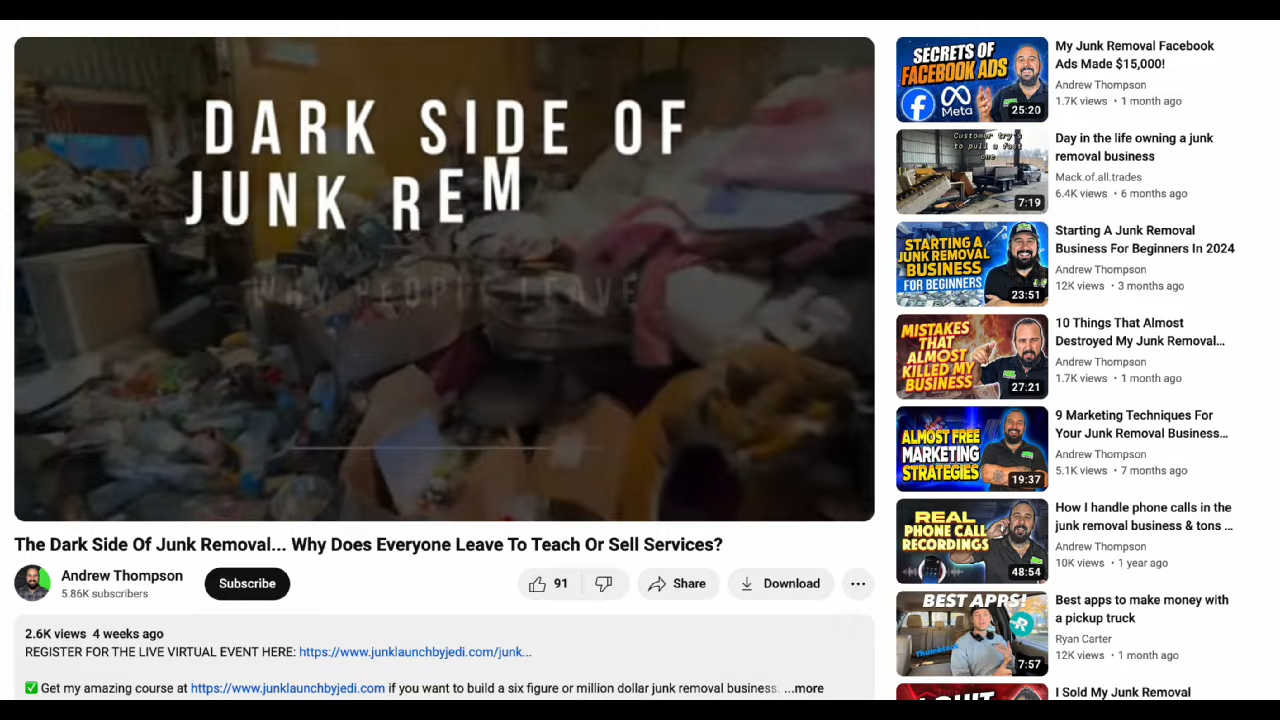 DARK SIDE OF
JUNK REM
PEOPLE LEAVE
The Dark Side Of Junk Removal... Why Does Everyone Leave To Teach Or Sell Services?
Andrew Thompson
5.86K subscribers
Subscribe
91
Share
Download
2.6K views 4 weeks ago
REGISTER FOR THE LIVE VIRTUAL EVENT HERE: https://www.junklaunchbyjedi.com/junk...
✅ Get my amazing course at https://www.junklaunchbyjedi.com if you want to build a six figure or million dollar junk removal business. ...more
SECRETS OF
FACEBOOK ADS
Meta
25:20
My Junk Removal Facebook
Ads Made $15,000!
Andrew Thompson
1.7K views • 1 month ago
Customer try's
to pull a fast
one
7:19
Day in the life owning a junk
removal business
Mack.of.all.trades
6.4K views • 6 months ago
STARTING A
JUNK REMOVAL
BUSINESS
FOR BEGINNERS
23:51
Starting A Junk Removal
Business For Beginners In 2024
Andrew Thompson
12K views • 3 months ago
MISTAKES
THAT
ALMOST
KILLED MY
BUSINESS
27:21
10 Things That Almost
Destroyed My Junk Removal...
Andrew Thompson
1.7K views • 1 month ago
ALMOST FREE
MARKETING
STRATEGIES
19:37
9 Marketing Techniques For
Your Junk Removal Business...
Andrew Thompson
5.1K views • 7 months ago
REAL
PHONE CALL
RECORDINGS
48:54
How I handle phone calls in the
junk removal business & tons ...
Andrew Thompson
10K views • 1 year ago
BEST APPS!
Thumbtack
7:57
Best apps to make money with
a pickup truck
Ryan Carter
12K views • 1 month ago
I QUIT
I Sold My Junk Removal